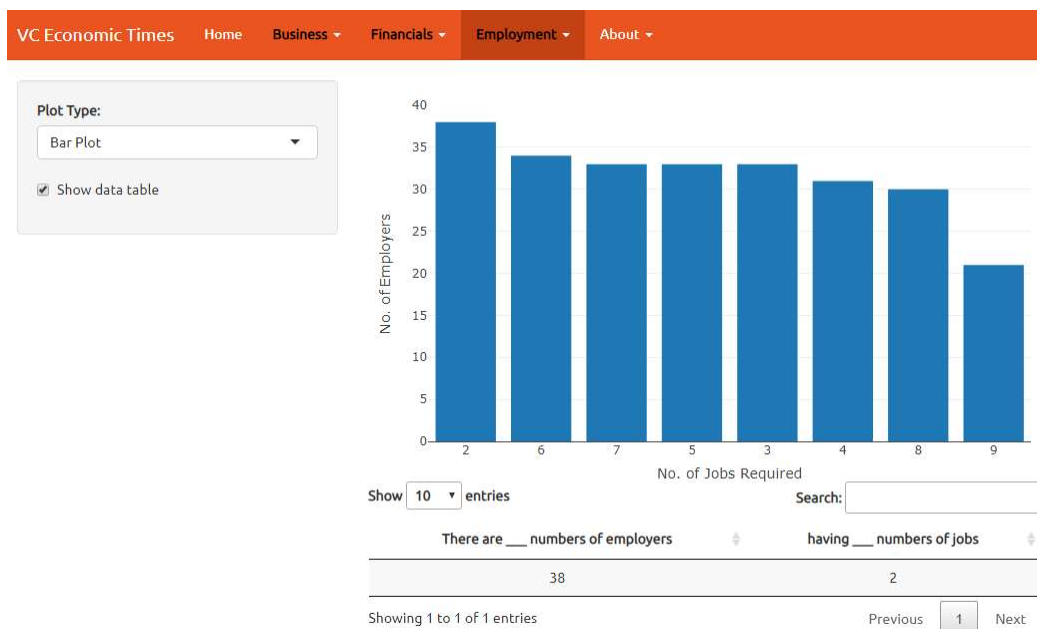 VC Economic Times Home Business Financials Employment About
Plot Type:
Bar Plot
Show data table
40
35
30
25
20
15
10
5
0
No. of Employers
2 6 7 5 3 4 8 9
No. of Jobs Required
Show 10 entries Search:
There are ___ numbers of employers having ___ numbers of jobs
38 2
Showing 1 to 1 of 1 entries Previous 1 Next